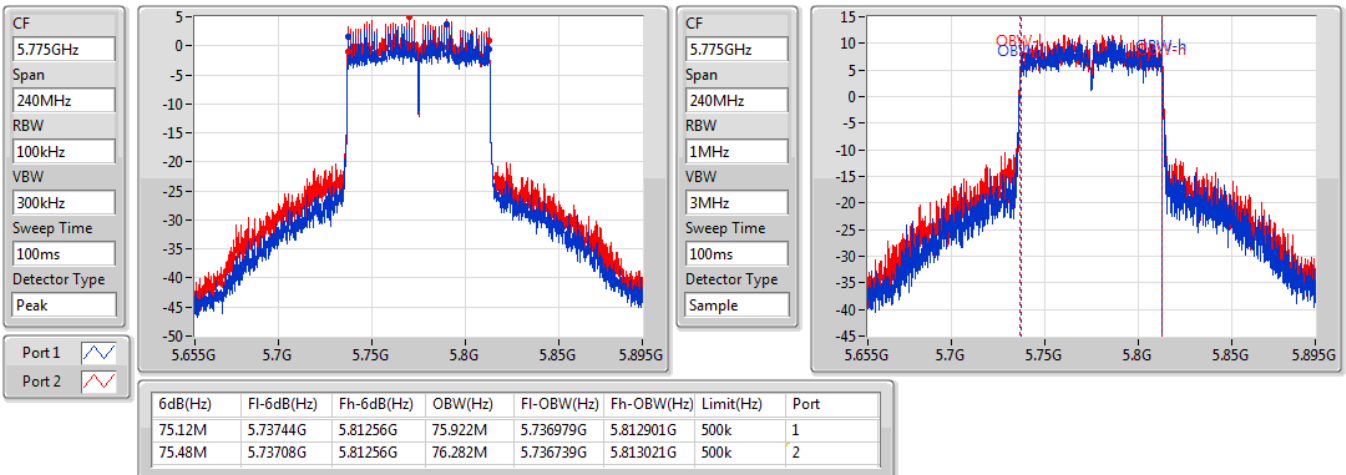 CF
5.775GHz
Span
240MHz
RBW
100kHz
VBW
300kHz
Sweep Time
100ms
Detector Type
Peak
Port 1
Port 2
5
0
-5
-10
-15
-20
-25
-30
-35
-40
-45
-50
5.655G 5.7G 5.75G 5.8G 5.85G 5.895G
CF
5.775GHz
Span
240MHz
RBW
1MHz
VBW
3MHz
Sweep Time
100ms
Detector Type
Sample
15
10
5
0
-5
-10
-15
-20
-25
-30
-35
-40
-45
OBW-h
5.655G 5.7G 5.75G 5.8G 5.85G 5.895G
6dB(Hz) Fl-6dB(Hz) Fh-6dB(Hz) OBW(Hz) Fl-OBW(Hz) Fh-OBW(Hz) Limit(Hz) Port
75.12M 5.73744G 5.81256G 75.922M 5.736979G 5.812901G 500k 1
75.48M 5.73708G 5.81256G 76.282M 5.736739G 5.813021G 500k 2